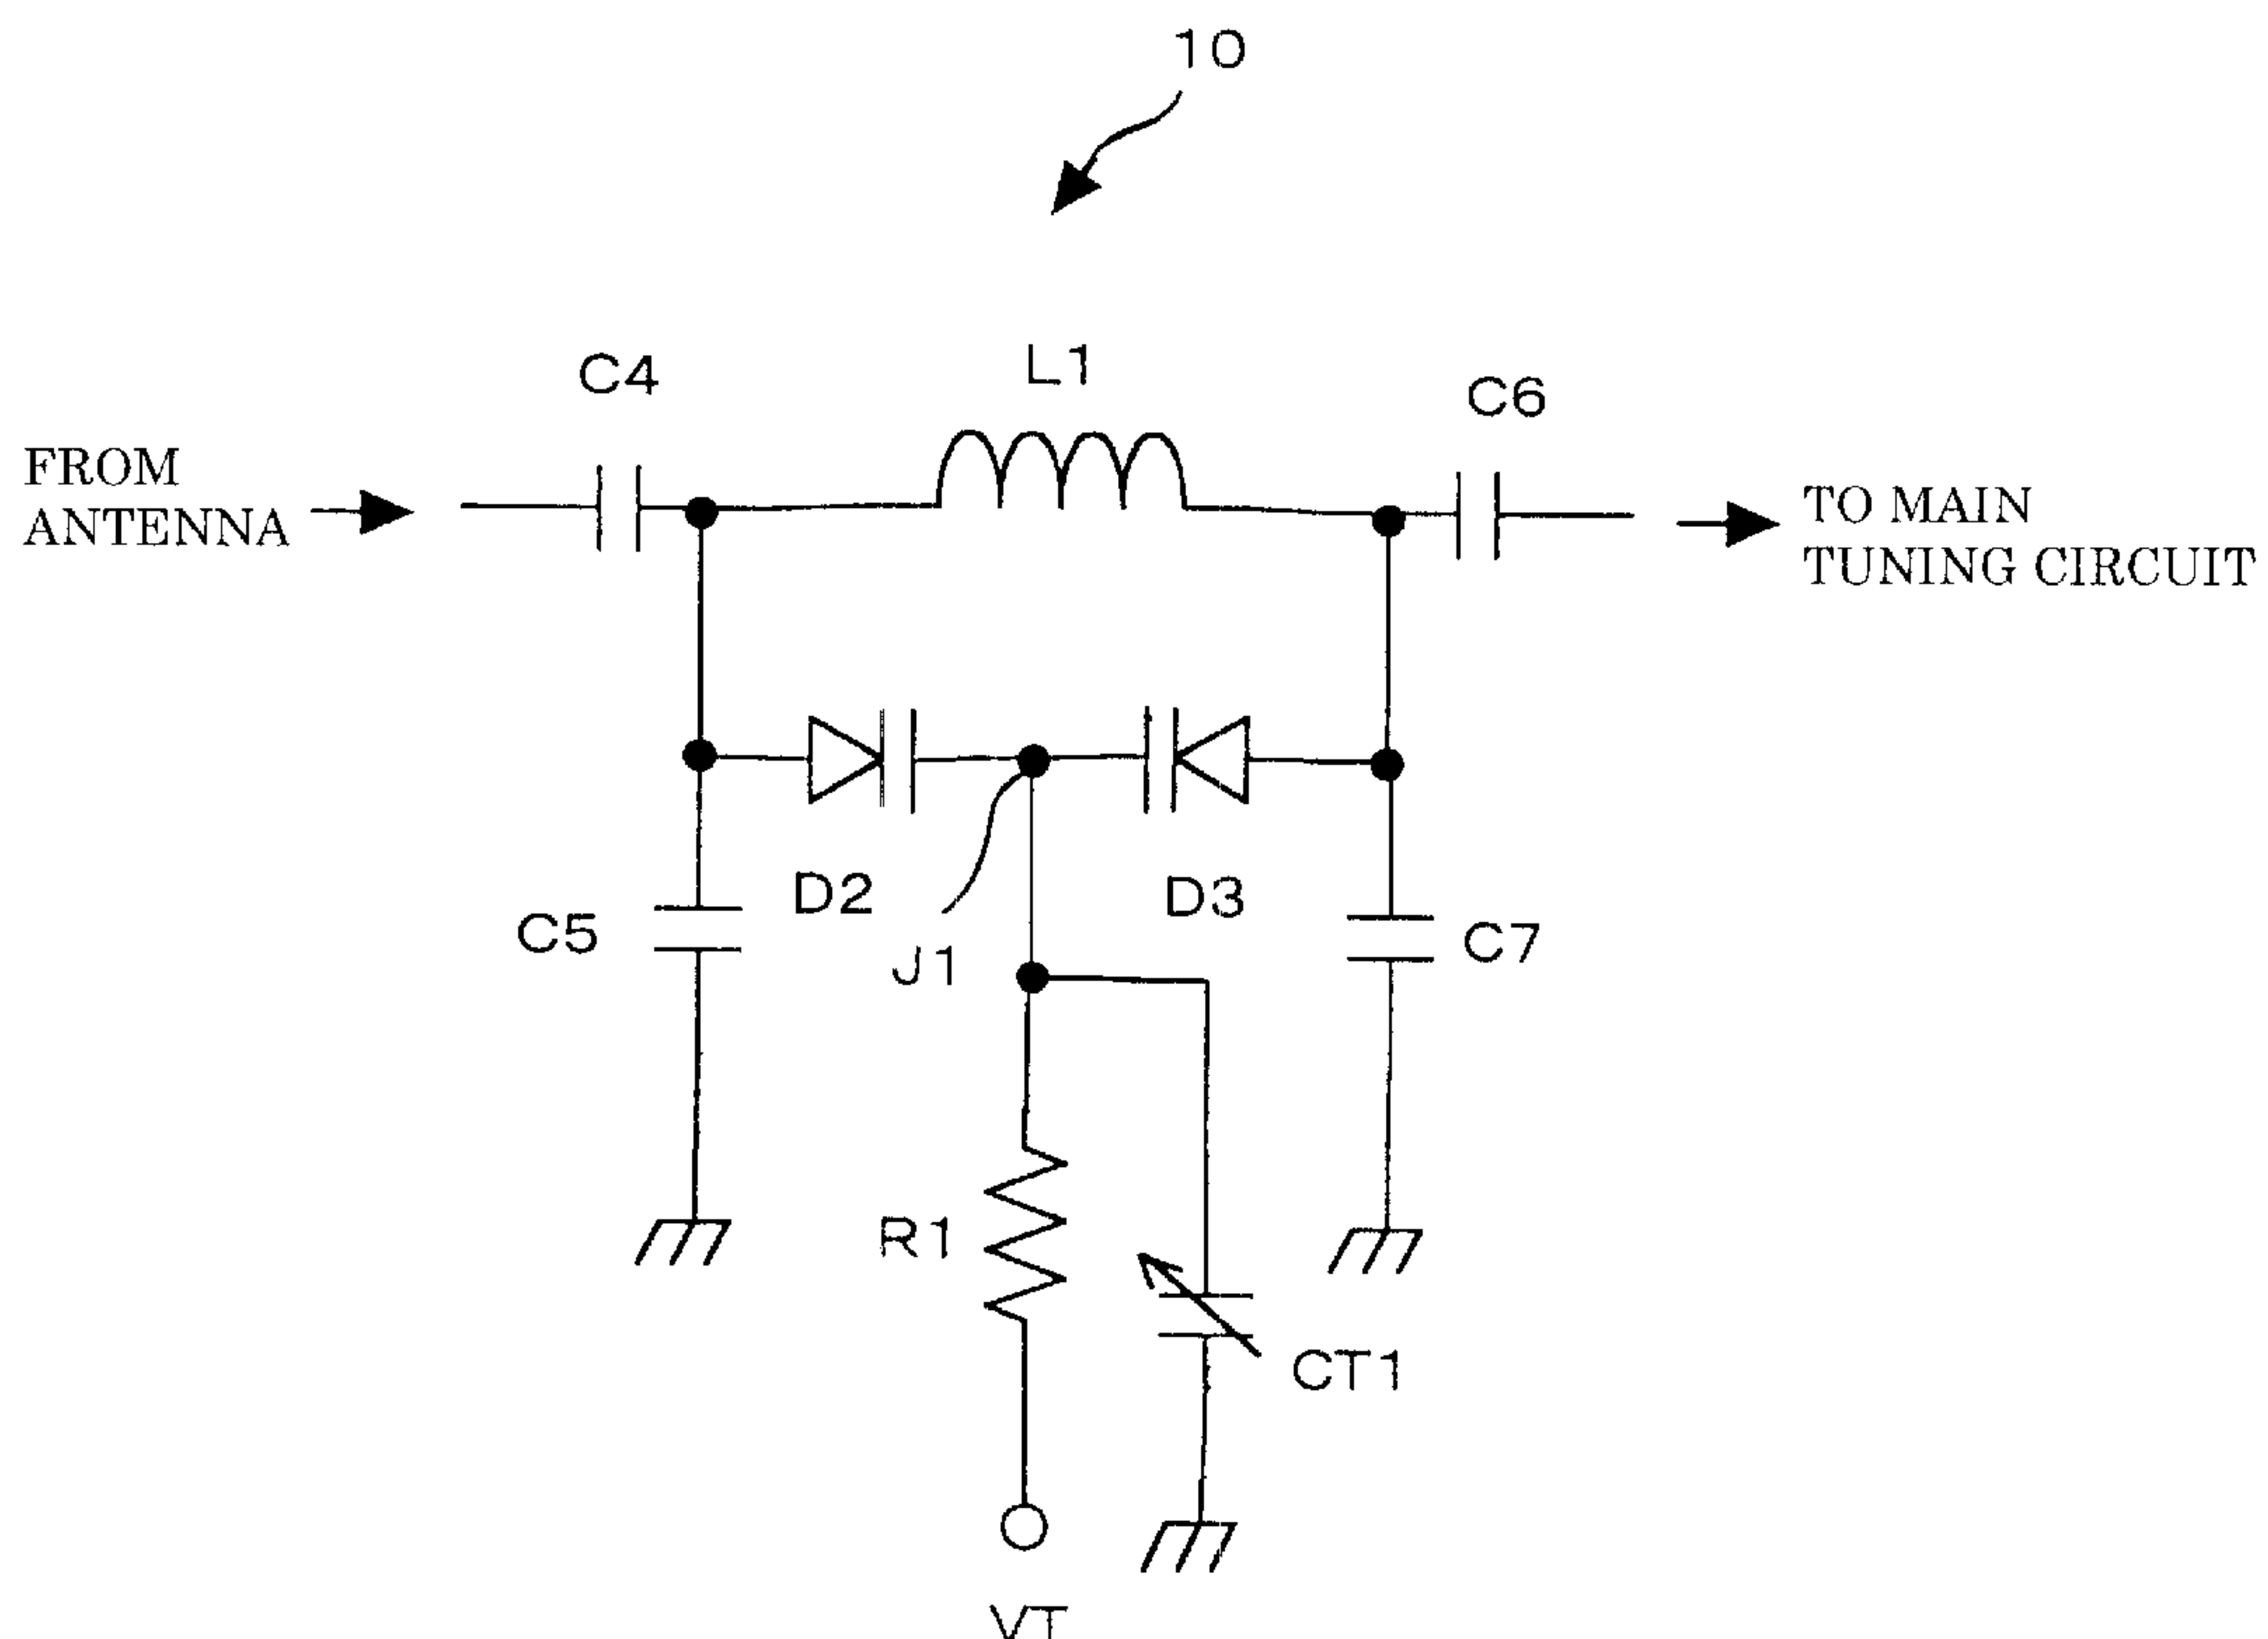 10
C4
L1
C6
FROM
ANTENNA
TO MAIN
TUNING CIRCUIT
D2
D3
C5
J1
C7
R1
CT1
VT